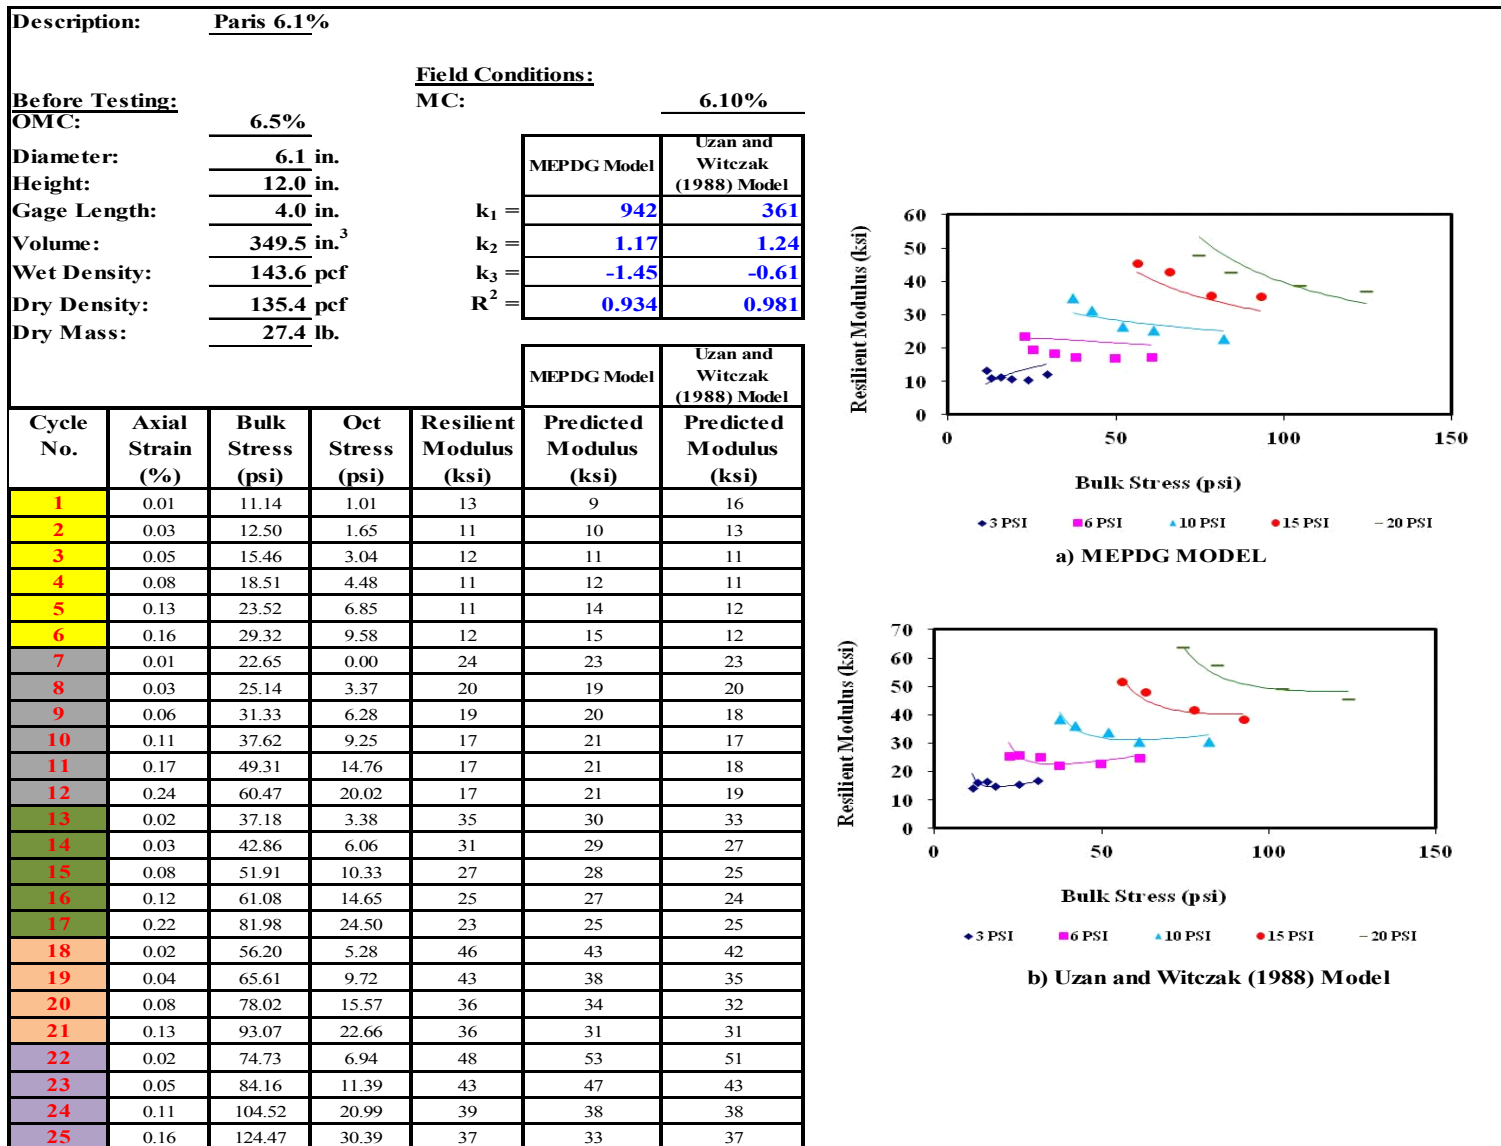 Description: Paris 6.1%
Field Conditions:
Before Testing: MC: 6.10%
OMC: 6.5%
Diameter: 6.1 in.
Height: 12.0 in.
Gage Length: 4.0 in.
Volume: 349.5 in.³
Wet Density: 143.6 pcf
Dry Density: 135.4 pcf
Dry Mass: 27.4 lb.
MEPDG Model Uzan and Witczak (1988) Model
k₁ = 942 361
k₂ = 1.17 1.24
k₃ = -1.45 -0.61
R² = 0.934 0.981
MEPDG Model Uzan and Witczak (1988) Model
Cycle No. Axial Strain (%) Bulk Stress (psi) Oct Stress (psi) Resilient Modulus (ksi) Predicted Modulus (ksi) Predicted Modulus (ksi)
1 0.01 11.14 1.01 13 9 16
2 0.03 12.50 1.65 11 10 13
3 0.05 15.46 3.04 12 11 11
4 0.08 18.51 4.48 11 12 11
5 0.13 23.52 6.85 11 14 12
6 0.16 29.32 9.58 12 15 12
7 0.01 22.65 0.00 24 23 23
8 0.03 25.14 3.37 20 19 20
9 0.06 31.33 6.28 19 20 18
10 0.11 37.62 9.25 17 21 17
11 0.17 49.31 14.76 17 21 18
12 0.24 60.47 20.02 17 21 19
13 0.02 37.18 3.38 35 30 33
14 0.03 42.86 6.06 31 29 27
15 0.08 51.91 10.33 27 28 25
16 0.12 61.08 14.65 25 27 24
17 0.22 81.98 24.50 23 25 25
18 0.02 56.20 5.28 46 43 42
19 0.04 65.61 9.72 43 38 35
20 0.08 78.02 15.57 36 34 32
21 0.13 93.07 22.66 36 31 31
22 0.02 74.73 6.94 48 53 51
23 0.05 84.16 11.39 43 47 43
24 0.11 104.52 20.99 39 38 38
25 0.16 124.47 30.39 37 33 37
Resilient Modulus (ksi)
60
50
40
30
20
10
0
0 50 100 150
Bulk Stress (psi)
3 PSI 6 PSI 10 PSI 15 PSI 20 PSI
a) MEPDG MODEL
Resilient Modulus (ksi)
70
60
50
40
30
20
10
0
0 50 100 150
Bulk Stress (psi)
3 PSI 6 PSI 10 PSI 15 PSI 20 PSI
b) Uzan and Witczak (1988) Model